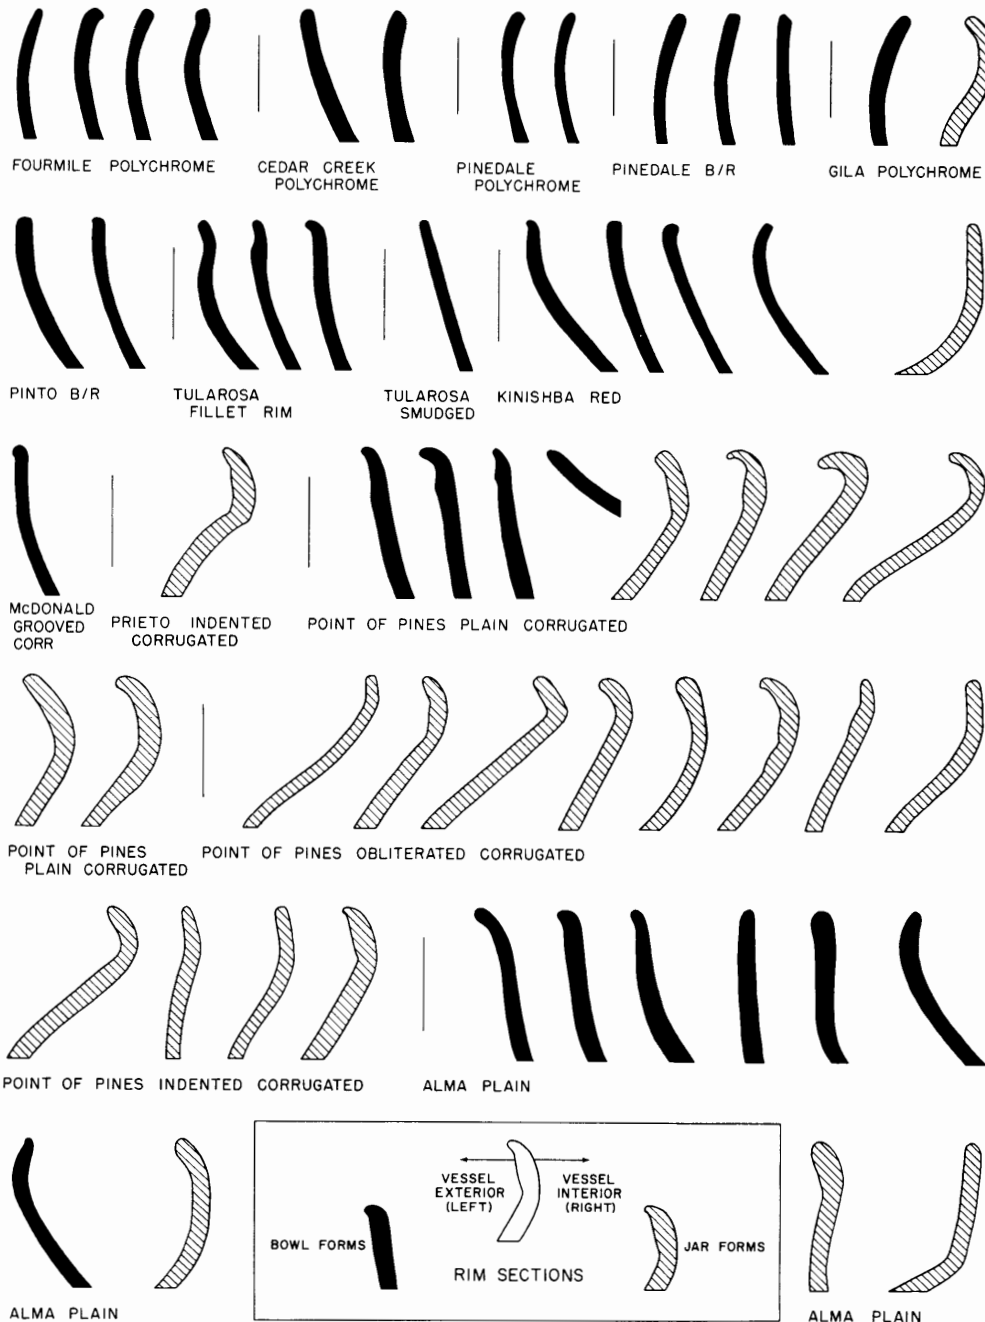 FOURMILE POLYCHROME
CEDAR CREEK
POLYCHROME
PINEDALE
POLYCHROME
PINEDALE B/R
GILA POLYCHROME
PINTO B/R
TULAROSA
FILLET RIM
TULAROSA
SMUDGED
KINISHBA RED
McDONALD
GROOVED
CORR
PRIETO INDENTED
CORRUGATED
POINT OF PINES PLAIN CORRUGATED
POINT OF PINES
PLAIN CORRUGATED
POINT OF PINES OBLITERATED CORRUGATED
POINT OF PINES INDENTED CORRUGATED
ALMA PLAIN
ALMA PLAIN
VESSEL
EXTERIOR
(LEFT)
VESSEL
INTERIOR
(RIGHT)
BOWL FORMS
JAR FORMS
RIM SECTIONS
ALMA PLAIN